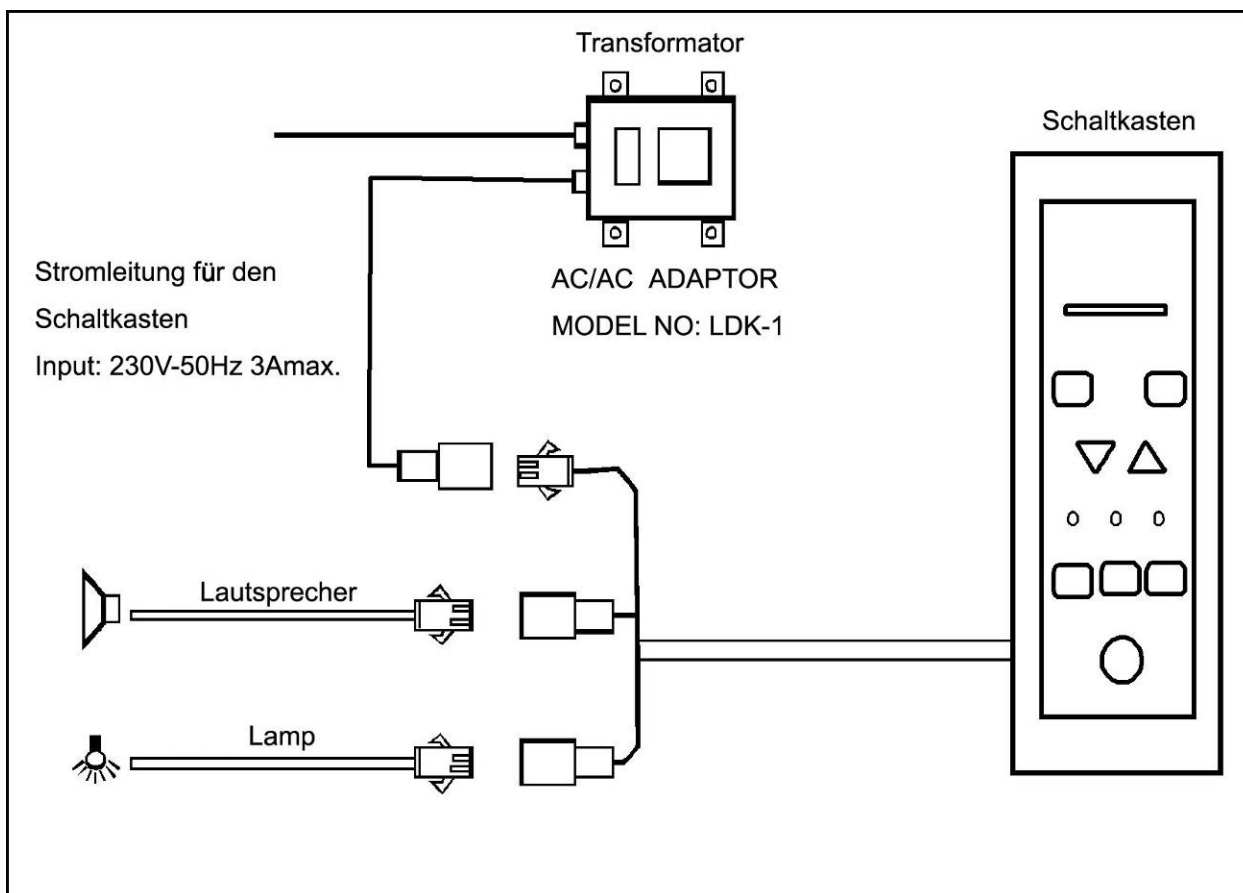 Transformator
Schaltkasten
Stromleitung für den
Schaltkasten
Input: 230V-50Hz 3Amax.
AC/AC ADAPTOR
MODEL NO: LDK-1
Lautsprecher
Lamp